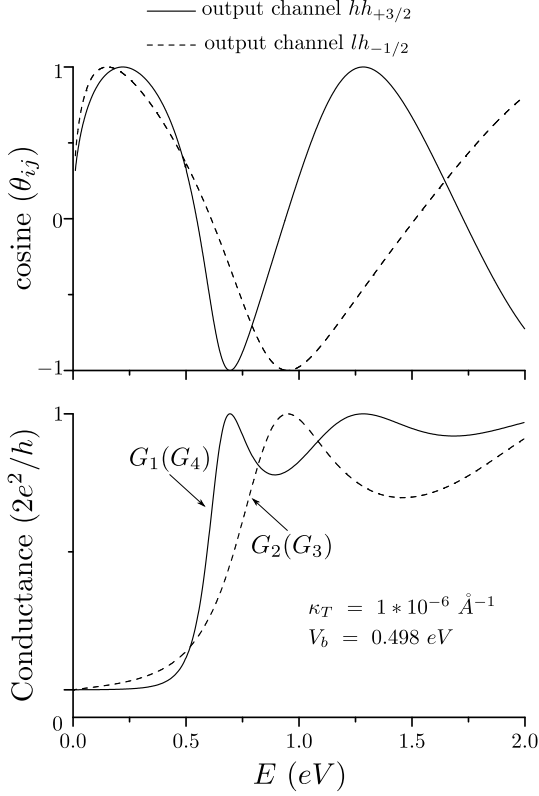 output channel hh₊₃/₂
output channel lh₋₁/₂
cosine (θᵢⱼ)
1
0
−1
Conductance (2e²/h)
1
0
G₁(G₄)
G₂(G₃)
κ_T = 1 * 10⁻⁶ Å⁻¹
V_b = 0.498 eV
0.0 0.5 1.0 1.5 2.0
E (eV)